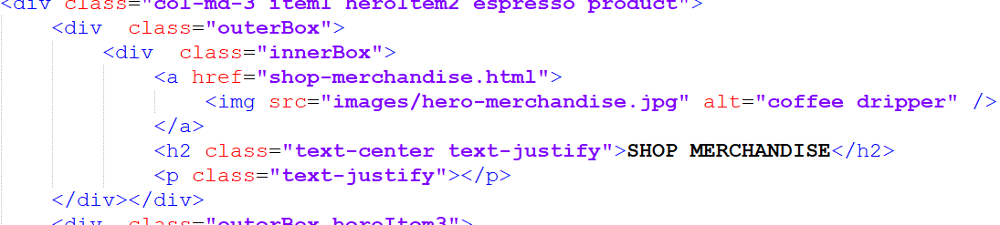 <div class="col-md-3 item1 heroItem2 espresso product">
<div  class="outerBox">
<div  class="innerBox">
<a href="shop-merchandise.html">
<img src="images/hero-merchandise.jpg" alt="coffee dripper" />
</a>
<h2 class="text-center text-justify">SHOP MERCHANDISE</h2>
<p class="text-justify"></p>
</div></div>
<div  class="outerBox heroItem3">